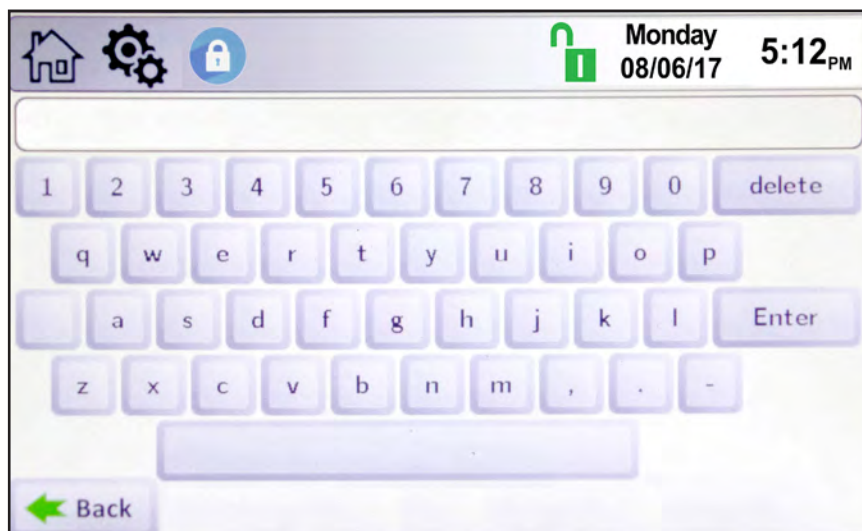 Monday
08/06/17 5:12PM
1 2 3 4 5 6 7 8 9 0 delete
q w e r t y u i o p
a s d f g h j k l Enter
z x c v b n m , . -
Back